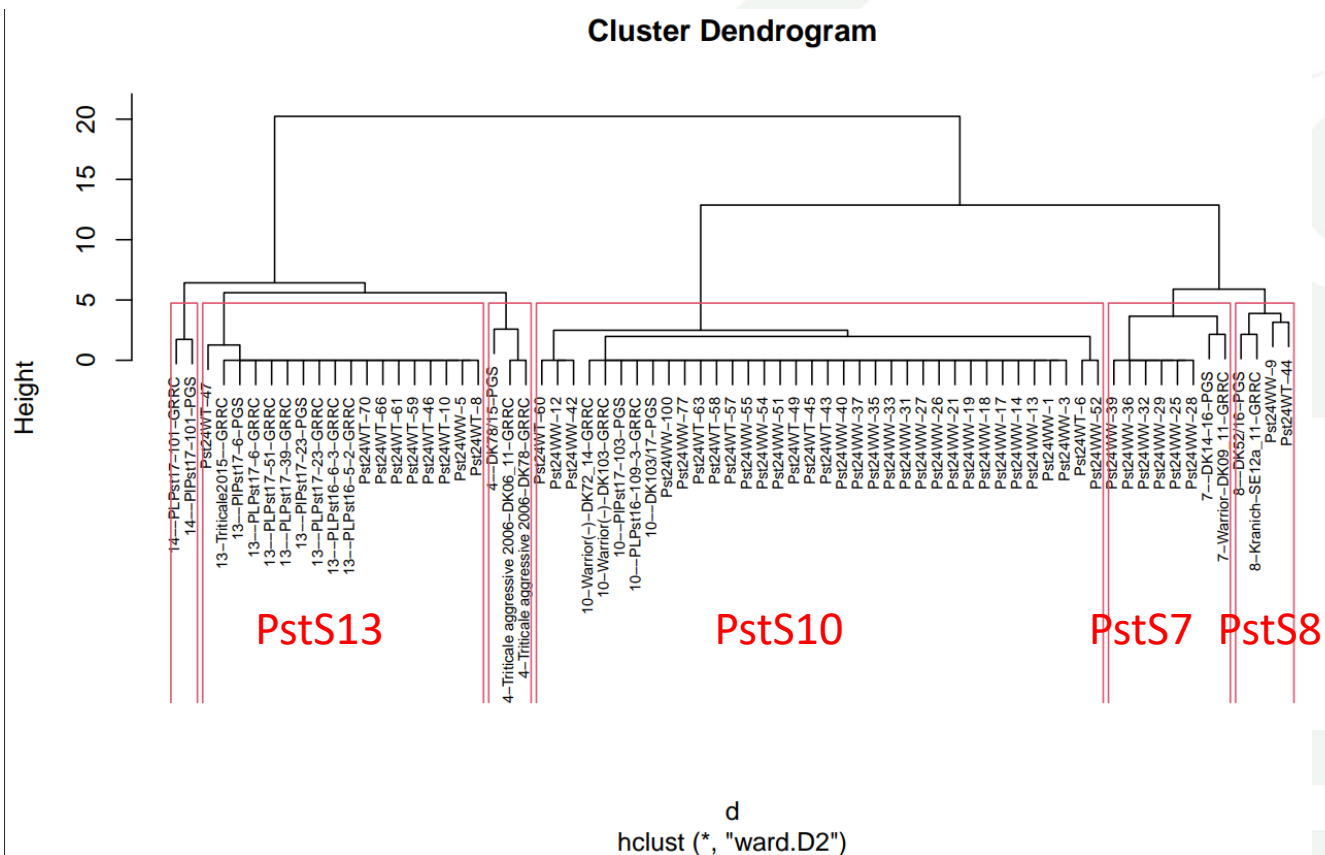 Cluster Dendrogram
Height
20
15
10
5
0
14---PLPst17-101-GRRC
14---PlPst17-101-PGS
Pst24WT-47
13-Triticale2015---GRRC
13---PlPst17-6-PGS
13---PLPst17-6-GRRC
13---PLPst17-51-GRRC
13---PLPst17-39-GRRC
13---PlPst17-23-PGS
13---PLPst17-23-GRRC
13---PLPst16-6-3-GRRC
13---PLPst16-5-2-GRRC
Pst24WT-70
Pst24WT-66
Pst24WT-61
Pst24WT-59
Pst24WT-46
Pst24WT-10
Pst24WW-5
Pst24WT-8
4---DK78/15-PGS
4-Triticale aggressive 2006-DK06_11-GRRC
4-Triticale aggressive 2006-DK78-GRRC
Pst24WT-60
Pst24WW-12
Pst24WW-42
10-Warrior(-)-DK72_14-GRRC
10-Warrior(-)-DK103-GRRC
10---PlPst17-103-PGS
10---PLPst16-109-3-GRRC
10---DK103/17-PGS
Pst24WW-100
Pst24WW-77
Pst24WT-63
Pst24WT-58
Pst24WT-57
Pst24WW-55
Pst24WW-54
Pst24WW-51
Pst24WT-49
Pst24WT-45
Pst24WT-43
Pst24WW-40
Pst24WW-37
Pst24WW-35
Pst24WW-33
Pst24WW-31
Pst24WW-27
Pst24WW-26
Pst24WW-21
Pst24WW-19
Pst24WW-18
Pst24WW-17
Pst24WW-14
Pst24WW-13
Pst24WW-1
Pst24WW-3
Pst24WT-6
Pst24WW-52
Pst24WW-39
Pst24WW-36
Pst24WW-32
Pst24WW-29
Pst24WW-25
Pst24WW-28
7---DK14-16-PGS
7-Warrior-DK09_11-GRRC
8---DK52/16-PGS
8-Kranich-SE12a_11-GRRC
Pst24WW-9
Pst24WT-44
PstS13
PstS10
PstS7
PstS8
d
hclust (*, "ward.D2")